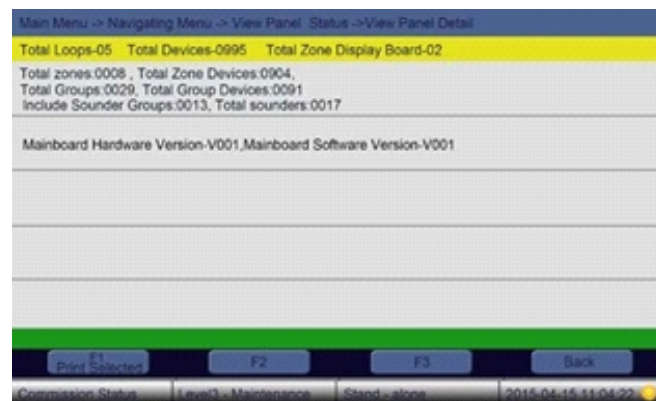 Main Menu -> Navigating Menu -> View Panel Status ->View Panel Detail
Total Loops-05 Total Devices-0995 Total Zone Display Board-02
Total zones:0008 , Total Zone Devices:0904,
Total Groups:0029, Total Group Devices:0091
Include Sounder Groups:0013, Total sounders:0017
Mainboard Hardware Version-V001,Mainboard Software Version-V001
F1 F2 F3 Back
Print Selected
Commission Status Level3 - Maintenance Stand - alone 2015-04-15 11:04:22